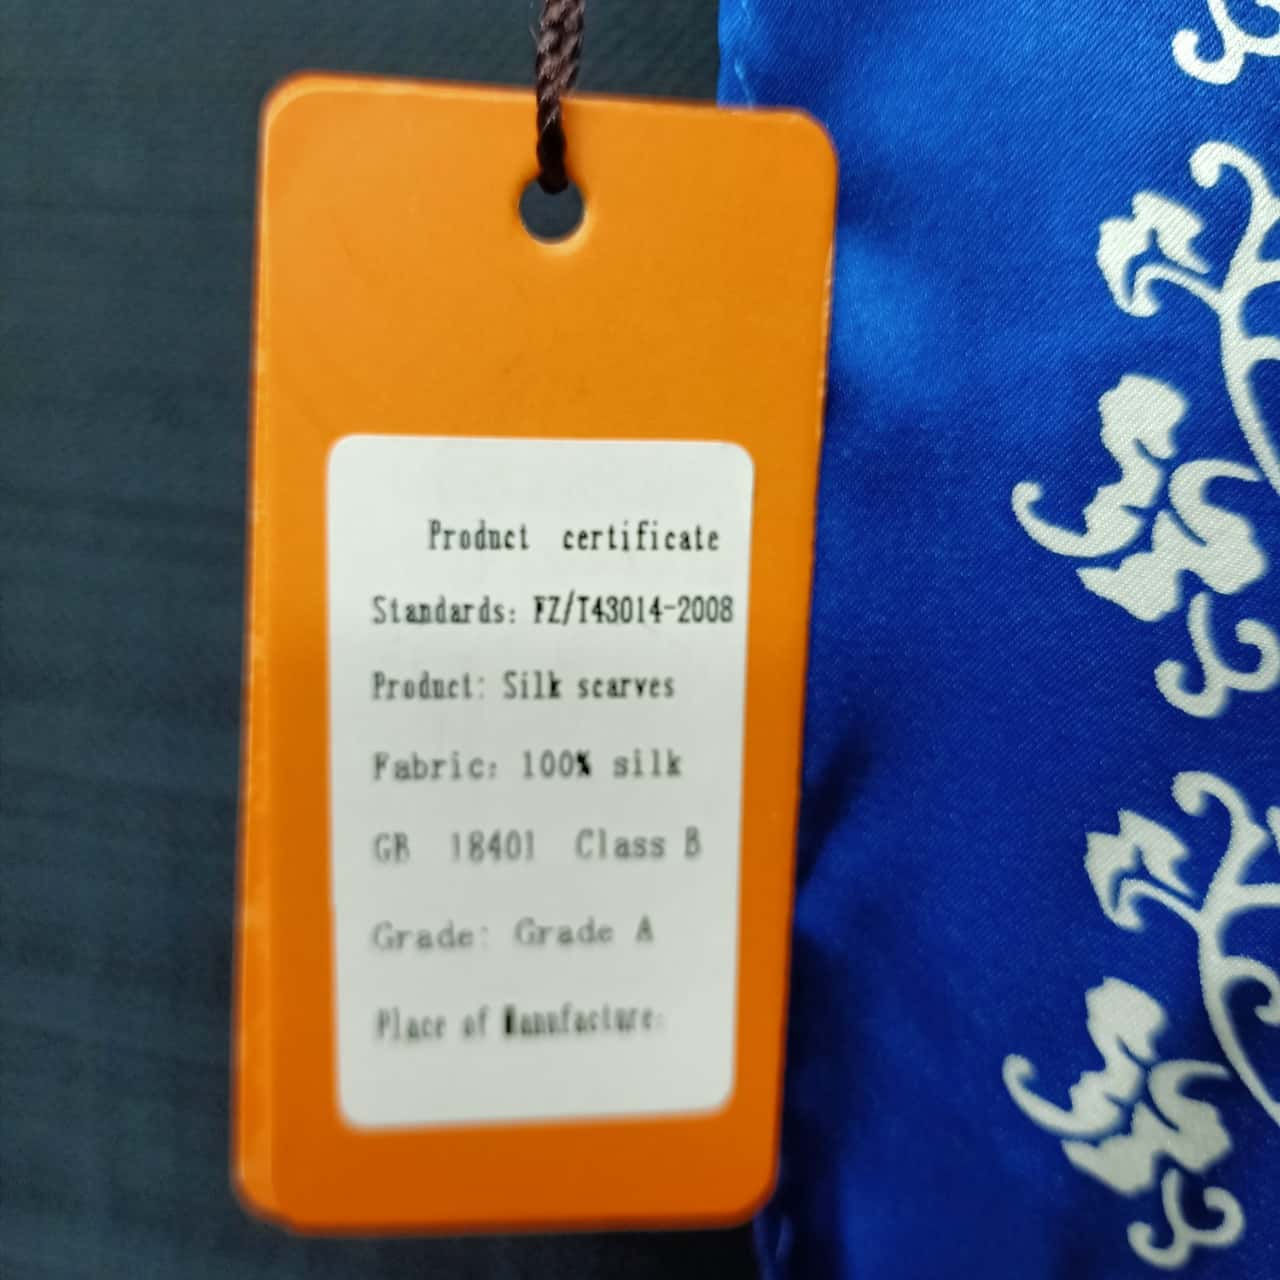 Product certificate
Standards: FZ/T43014-2008
Product: Silk scarves
Fabric: 100% silk
GB 18401 Class B
Grade: Grade A
Place of Manufacture: